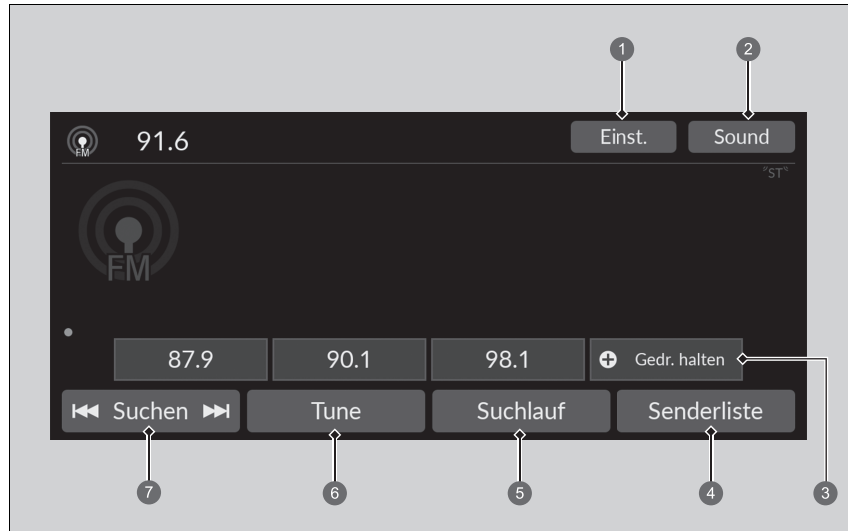 1 2
FM 91.6 Einst. Sound
"ST"
FM
87.9 90.1 98.1 Gedr. halten
Suchen Tune Suchlauf Senderliste
7 6 5 4 3